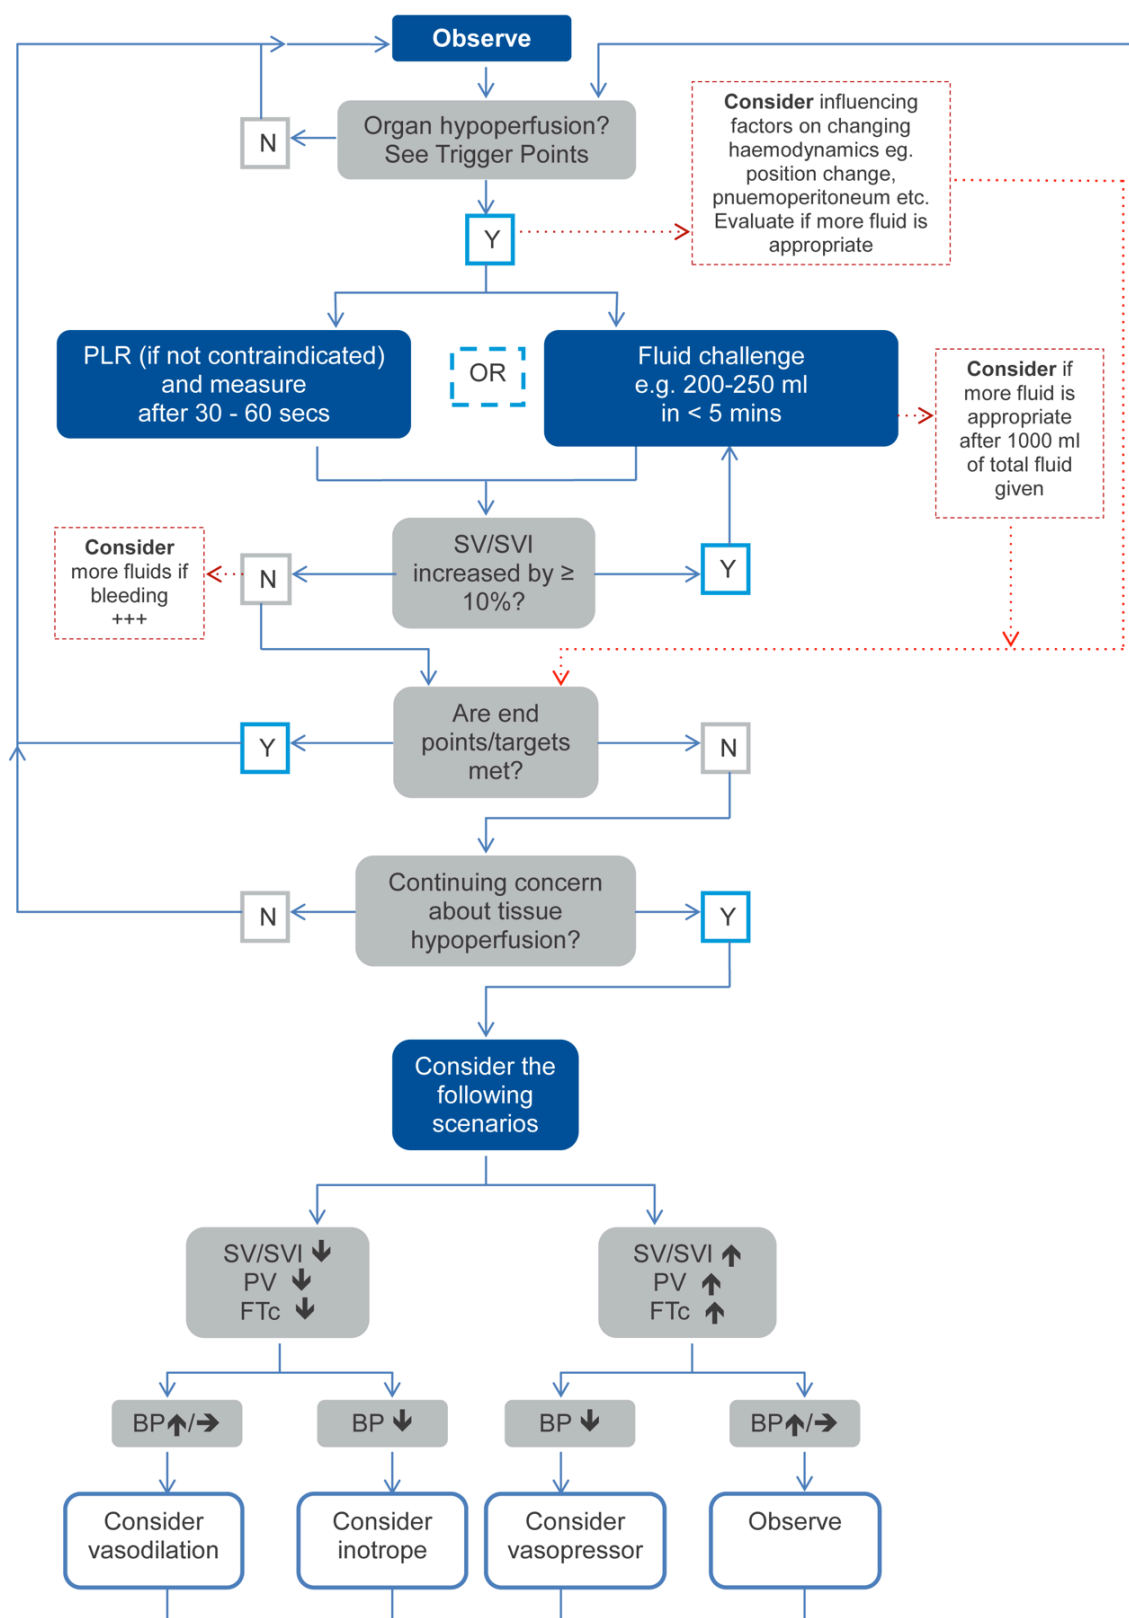 Observe
Organ hypoperfusion?
See Trigger Points
N
Consider influencing
factors on changing
haemodynamics eg.
position change,
pnuemoperitoneum etc.
Evaluate if more fluid is
appropriate
Y
PLR (if not contraindicated)
and measure
after 30 - 60 secs
OR
Fluid challenge
e.g. 200-250 ml
in < 5 mins
Consider if
more fluid is
appropriate
after 1000 ml
of total fluid
given
Consider
more fluids if
bleeding
+++
N
SV/SVI
increased by ≥
10%?
Y
Y
Are end
points/targets
met?
N
N
Continuing concern
about tissue
hypoperfusion?
Y
Consider the
following
scenarios
SV/SVI 🡻
PV 🡻
FTc 🡻
SV/SVI 🡹
PV 🡹
FTc 🡹
BP🡹/🡺
BP 🡻
BP 🡻
BP🡹/🡺
Consider
vasodilation
Consider
inotrope
Consider
vasopressor
Observe